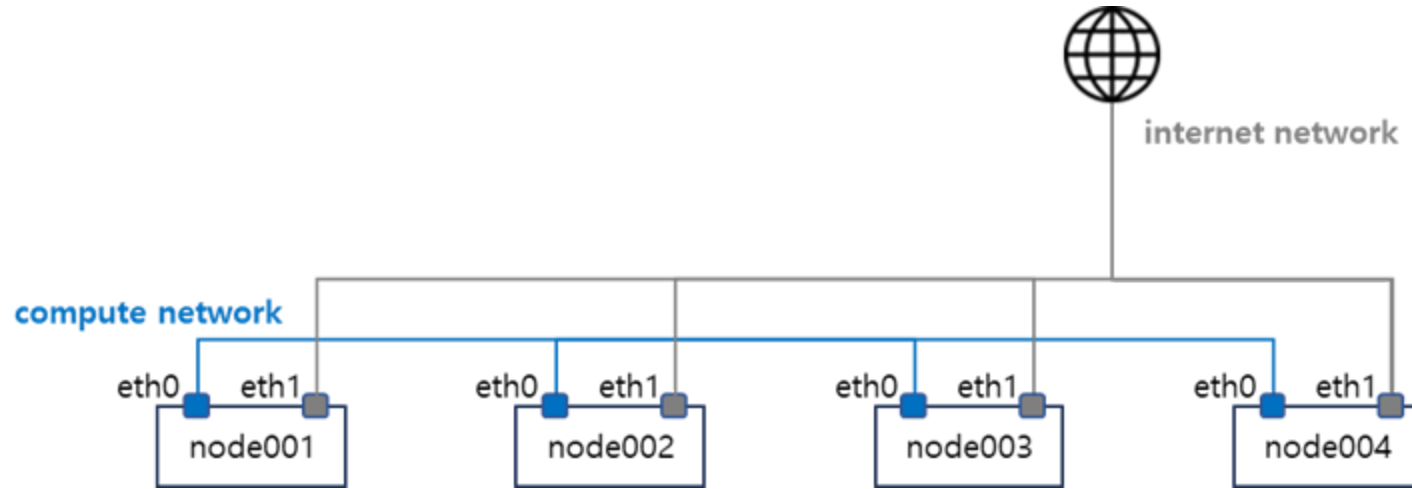 internet network
compute network
eth0 eth1 eth0 eth1 eth0 eth1 eth0 eth1
node001 node002 node003 node004